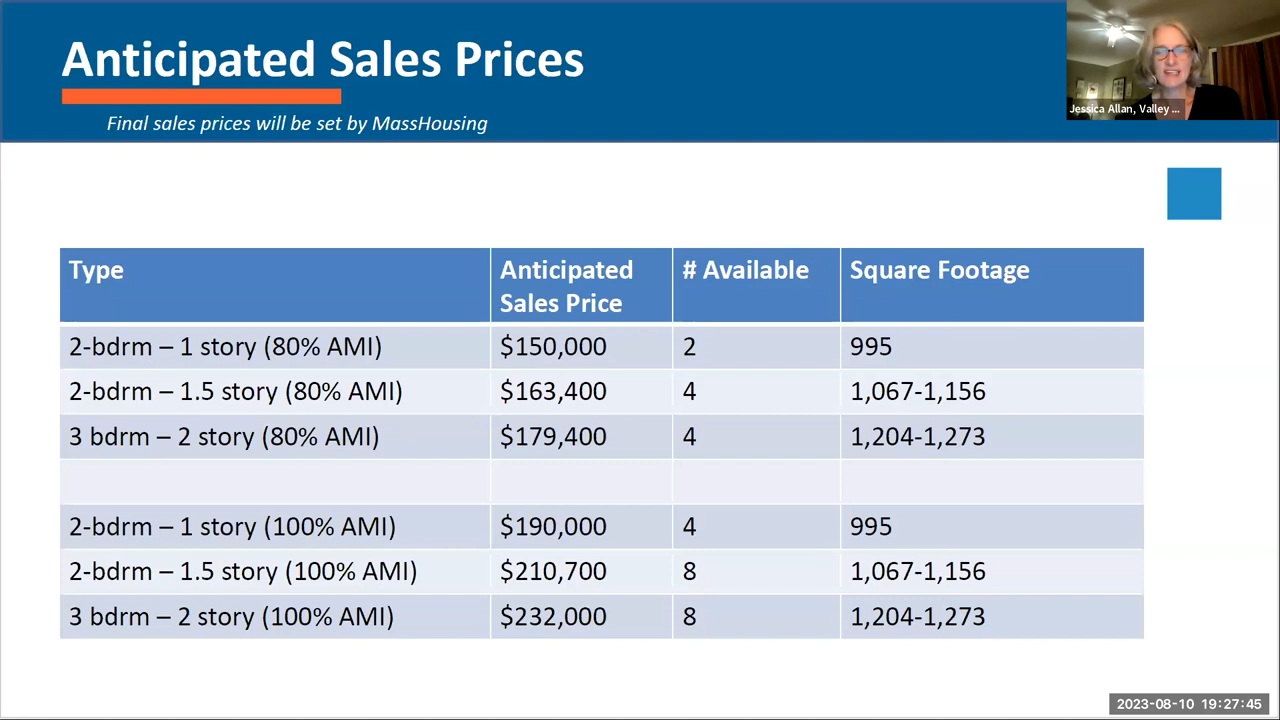 Anticipated Sales Prices
Final sales prices will be set by MassHousing
Jessica Allan, Valley ...
Type Anticipated Sales Price # Available Square Footage
2-bdrm – 1 story (80% AMI) $150,000 2 995
2-bdrm – 1.5 story (80% AMI) $163,400 4 1,067-1,156
3 bdrm – 2 story (80% AMI) $179,400 4 1,204-1,273
2-bdrm – 1 story (100% AMI) $190,000 4 995
2-bdrm – 1.5 story (100% AMI) $210,700 8 1,067-1,156
3 bdrm – 2 story (100% AMI) $232,000 8 1,204-1,273
2023-08-10 19:27:45